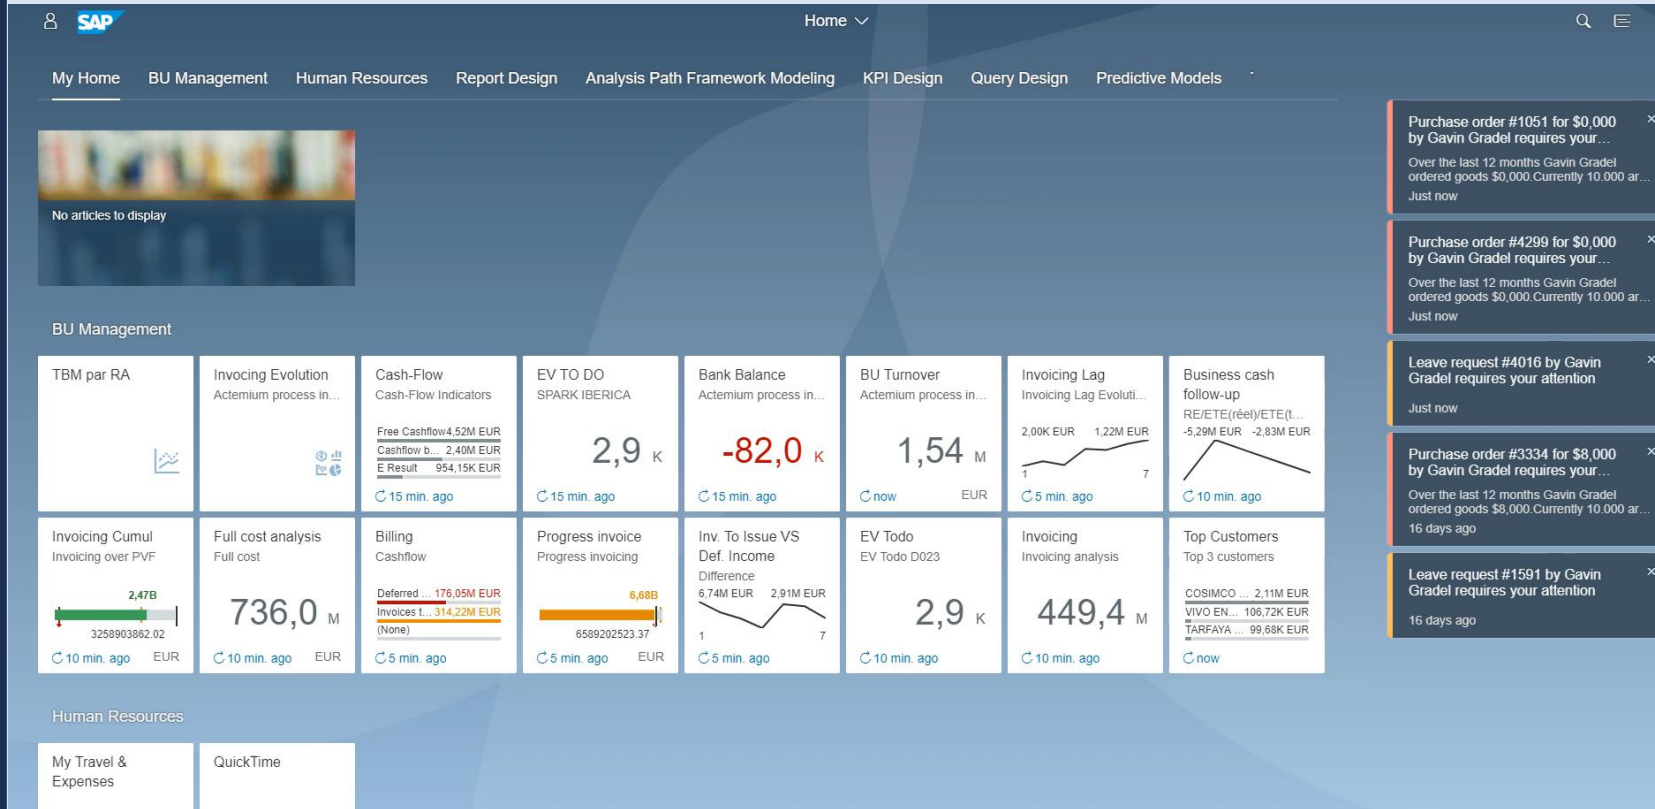 SAP
Home
My Home BU Management Human Resources Report Design Analysis Path Framework Modeling KPI Design Query Design Predictive Models
No articles to display
BU Management
TBM par RA
Invocing Evolution
Actemium process in...
Cash-Flow
Cash-Flow Indicators
Free Cashflow 4,52M EUR
Cashflow b... 2,40M EUR
E Result 954,15K EUR
15 min. ago
EV TO DO
SPARK IBERICA
2,9 K
15 min. ago
Bank Balance
Actemium process in...
-82,0 K
15 min. ago
BU Turnover
Actemium process in...
1,54 M
now EUR
Invoicing Lag
Invoicing Lag Evoluti...
2,00K EUR 1,22M EUR
1 7
5 min. ago
Business cash
follow-up
RE/ETE(réel)/ETE(t...
-5,29M EUR -2,83M EUR
10 min. ago
Invoicing Cumul
Invoicing over PVF
2,47B
3258903862.02
10 min. ago EUR
Full cost analysis
Full cost
736,0 M
10 min. ago EUR
Billing
Cashflow
Deferred ... 176,05M EUR
Invoices t... 314,22M EUR
(None)
5 min. ago
Progress invoice
Progress invoicing
6,68B
6589202523.37
5 min. ago EUR
Inv. To Issue VS
Def. Income
Difference
6,74M EUR 2,91M EUR
1 7
5 min. ago
EV Todo
EV Todo D023
2,9 K
10 min. ago
Invoicing
Invoicing analysis
449,4 M
10 min. ago
Top Customers
Top 3 customers
COSIMCO ... 2,11M EUR
VIVO EN... 106,72K EUR
TARFAYA ... 99,68K EUR
now
Human Resources
My Travel &
Expenses
QuickTime
Purchase order #1051 for $0,000
by Gavin Gradel requires your...
Over the last 12 months Gavin Gradel
ordered goods $0,000.Currently 10.000 ar...
Just now
Purchase order #4299 for $0,000
by Gavin Gradel requires your...
Over the last 12 months Gavin Gradel
ordered goods $0,000.Currently 10.000 ar...
Just now
Leave request #4016 by Gavin
Gradel requires your attention
Just now
Purchase order #3334 for $8,000
by Gavin Gradel requires your...
Over the last 12 months Gavin Gradel
ordered goods $8,000.Currently 10.000 ar...
16 days ago
Leave request #1591 by Gavin
Gradel requires your attention
16 days ago